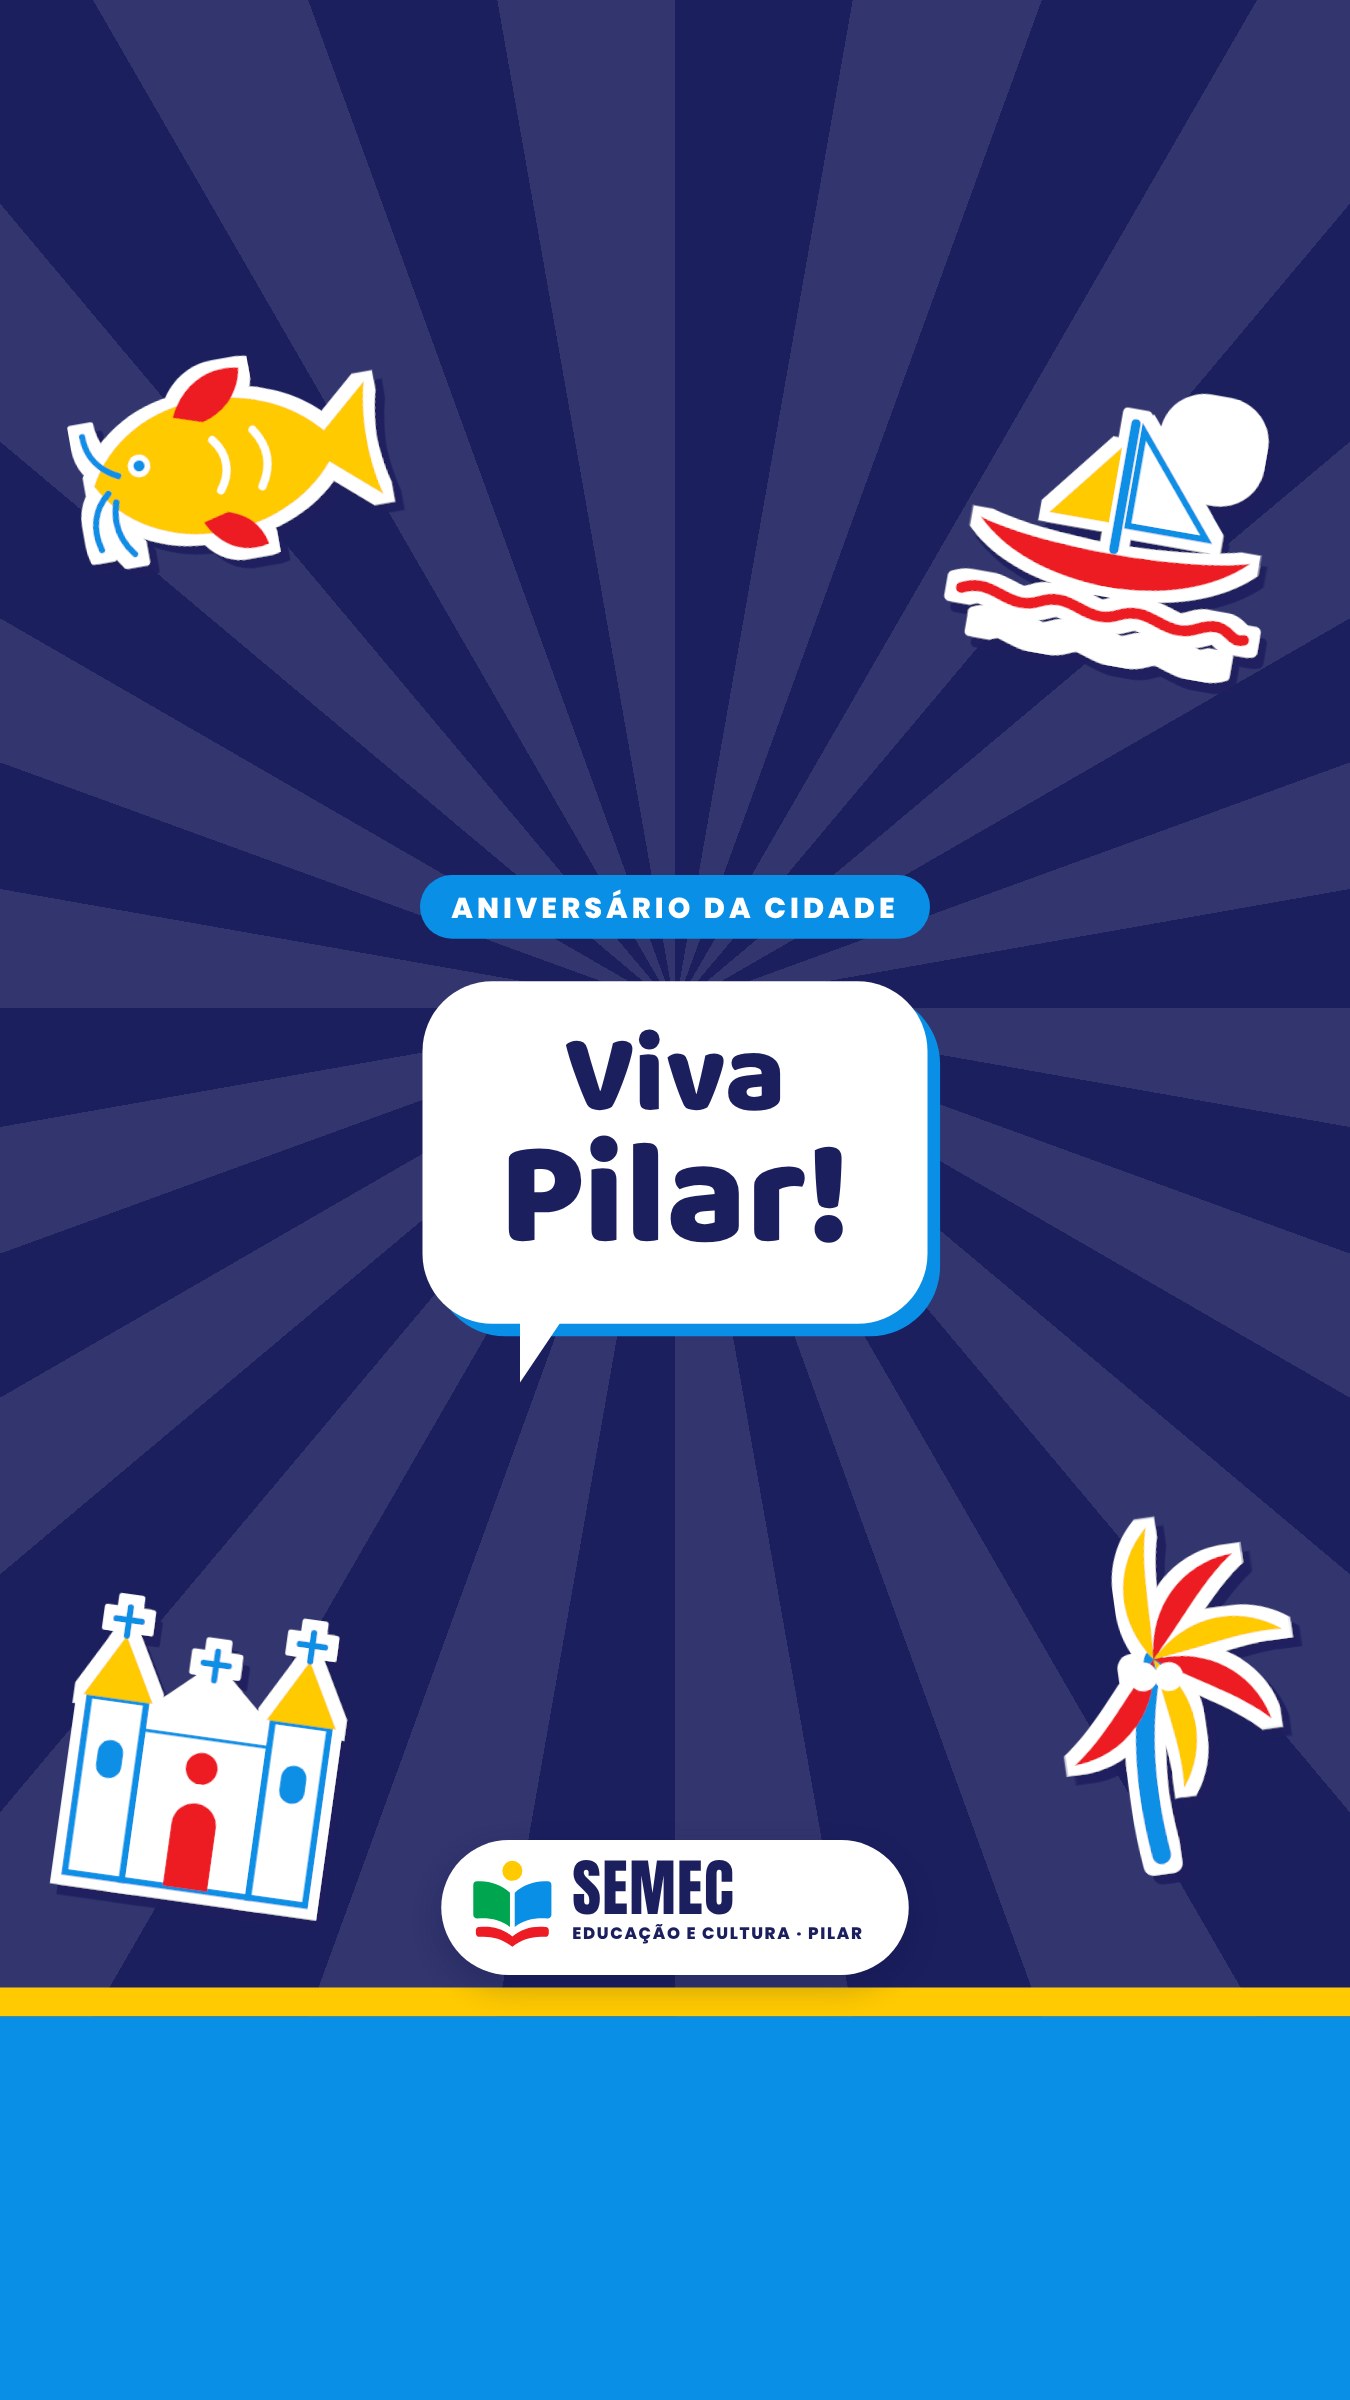 ANIVERSÁRIO DA CIDADE
Viva
Pilar!
SEMEC
EDUCAÇÃO E CULTURA · PILAR